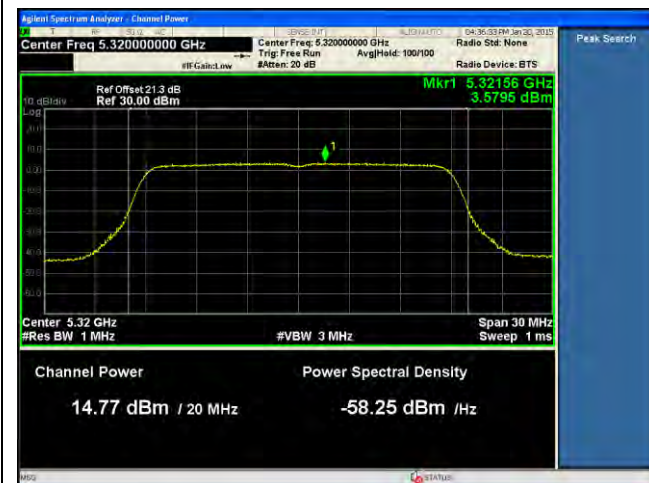 Agilent Spectrum Analyzer - Channel Power
SENSE:INT ALIGNAUTO 04:36:33 PM Jan 20, 2015
Center Freq 5.320000000 GHz
Center Freq: 5.320000000 GHz
Radio Std: None
Trig: Free Run Avg|Hold: 100/100
#IFGain:Low
#Atten: 20 dB
Radio Device: BTS
Peak Search
Mkr1 5.32156 GHz
3.5795 dBm
Ref Offset 21.3 dB
10 dB/div Ref 30.00 dBm
Log
1
Center 5.32 GHz
Span 30 MHz
#Res BW 1 MHz
#VBW 3 MHz
Sweep 1 ms
Channel Power
Power Spectral Density
14.77 dBm / 20 MHz
-58.25 dBm /Hz
MSG
STATUS